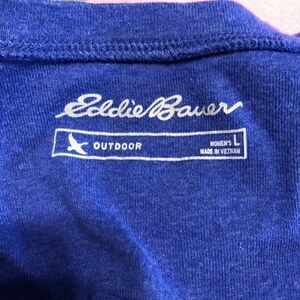 Eddie Bauer
OUTDOOR
WOMEN'S L
MADE IN VIETNAM